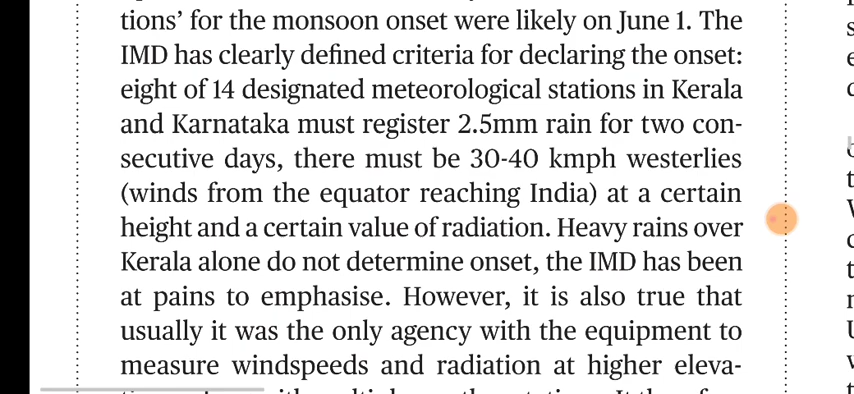 tions’ for the monsoon onset were likely on June 1. The
IMD has clearly defined criteria for declaring the onset:
eight of 14 designated meteorological stations in Kerala
and Karnataka must register 2.5mm rain for two con-
secutive days, there must be 30-40 kmph westerlies
(winds from the equator reaching India) at a certain
height and a certain value of radiation. Heavy rains over
Kerala alone do not determine onset, the IMD has been
at pains to emphasise. However, it is also true that
usually it was the only agency with the equipment to
measure windspeeds and radiation at higher eleva-